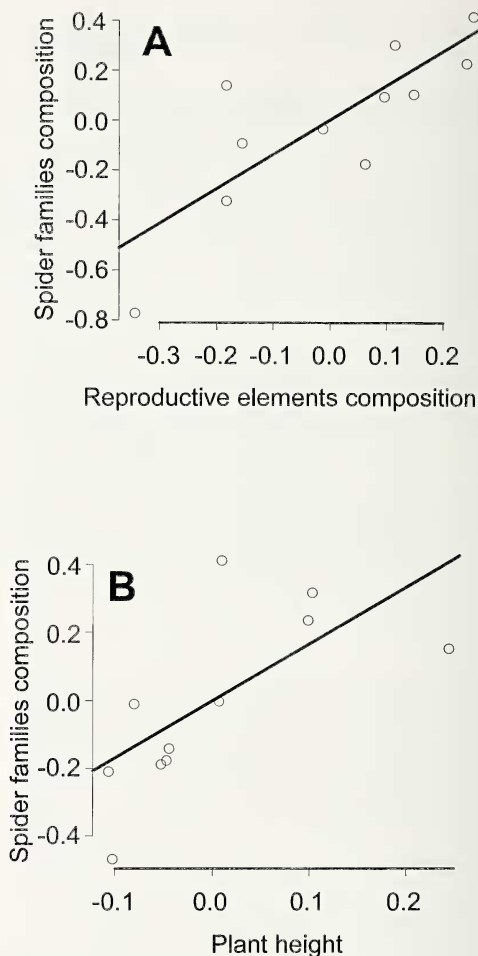 A
Spider families composition
0.4
0.2
0.0
-0.2
-0.4
-0.6
-0.8
-0.3 -0.2 -0.1 0.0 0.1 0.2
Reproductive elements composition
B
Spider families composition
0.4
0.2
0.0
-0.2
-0.4
-0.1 0.0 0.1 0.2
Plant height